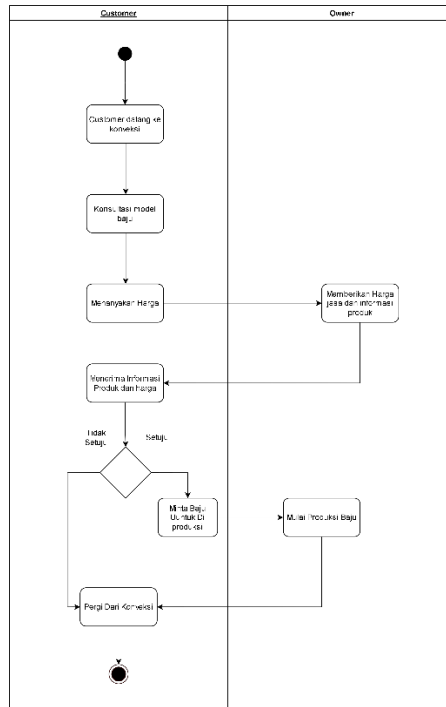 Customer
Owner
Customer datang ke
konveksi
Konsultasi model
baju
Menanyakan Harga
Memberikan Harga
jasa dan informasi
produk
Menerima Informasi
Produk dan harga
Tidak
Setuju
Setuju
Minta Baju
Uuntuk Di
produksi
Mulai Produksi Baju
Pergi Dari Konveksi